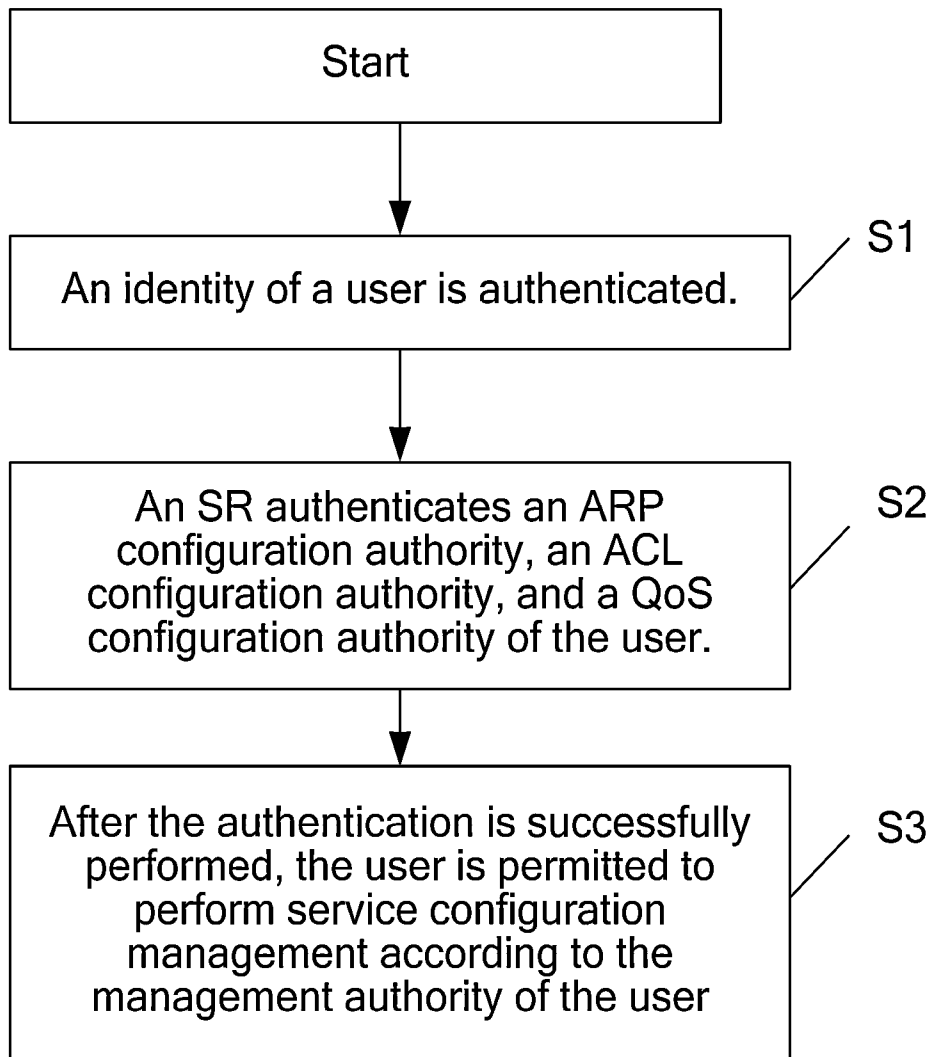 Start
An identity of a user is authenticated.
S1
An SR authenticates an ARP
configuration authority, an ACL
configuration authority, and a QoS
configuration authority of the user.
S2
After the authentication is successfully
performed, the user is permitted to
perform service configuration
management according to the
management authority of the user
S3